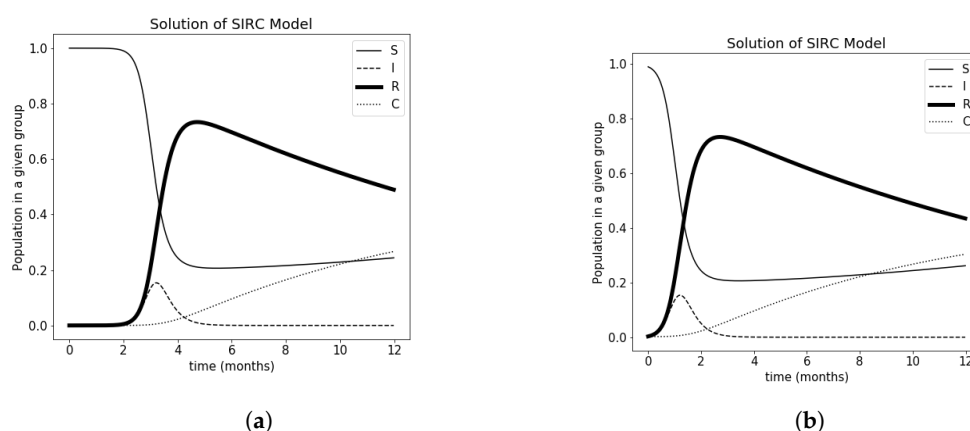 Solution of SIRC Model
Population in a given group
1.0
0.8
0.6
0.4
0.2
0.0
0 2 4 6 8 10 12
time (months)
S
I
R
C
(a)
Solution of SIRC Model
Population in a given group
1.0
0.8
0.6
0.4
0.2
0.0
0 2 4 6 8 10 12
time (months)
S
I
R
C
(b)